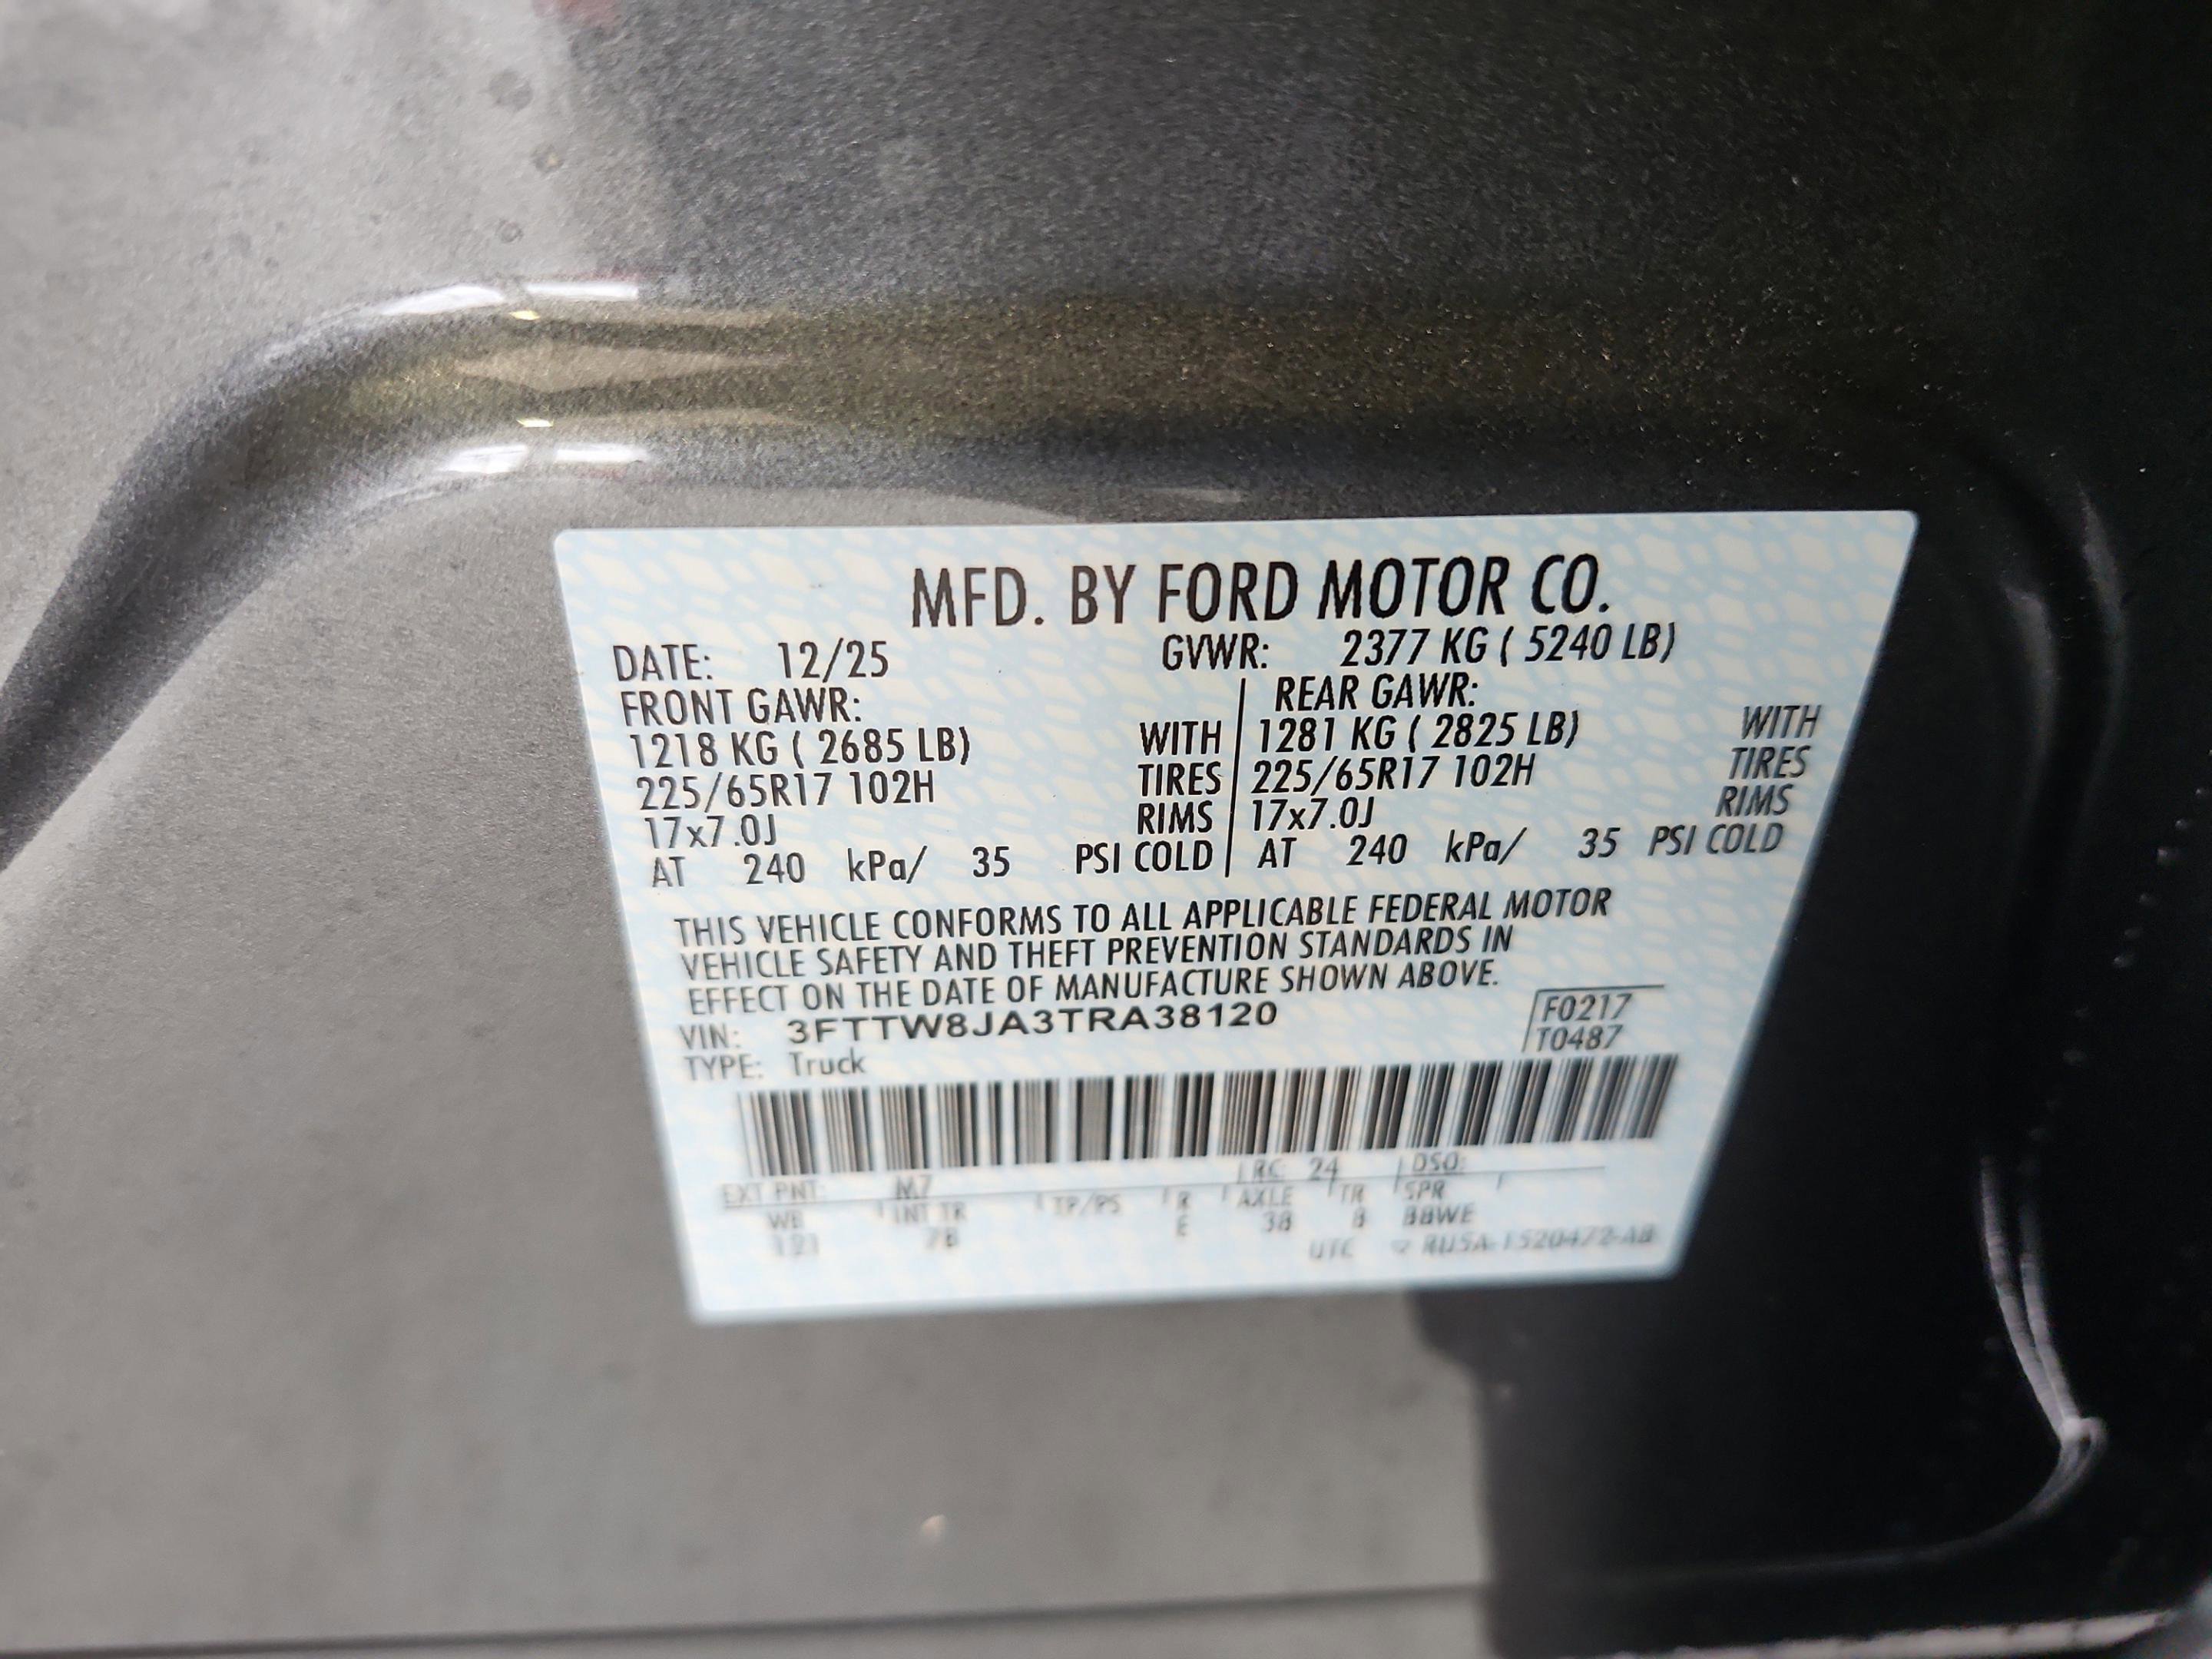 MFD. BY FORD MOTOR CO.
DATE: 12/25 GVWR: 2377 KG ( 5240 LB)
FRONT GAWR: REAR GAWR:
1218 KG ( 2685 LB) WITH 1281 KG ( 2825 LB) WITH
225/65R17 102H TIRES 225/65R17 102H TIRES
17x7.0J RIMS 17x7.0J RIMS
AT 240 kPa/ 35 PSI COLD AT 240 kPa/ 35 PSI COLD
THIS VEHICLE CONFORMS TO ALL APPLICABLE FEDERAL MOTOR
VEHICLE SAFETY AND THEFT PREVENTION STANDARDS IN
EFFECT ON THE DATE OF MANUFACTURE SHOWN ABOVE.
VIN: 3FTTW8JA3TRA38120 F0217
TYPE: Truck T0487
EXT PNT: M7 RC: 24 DSO:
WB INT TR TP/PS R AXLE TR SPR
121 7B E 38 8 BBWE
UTC